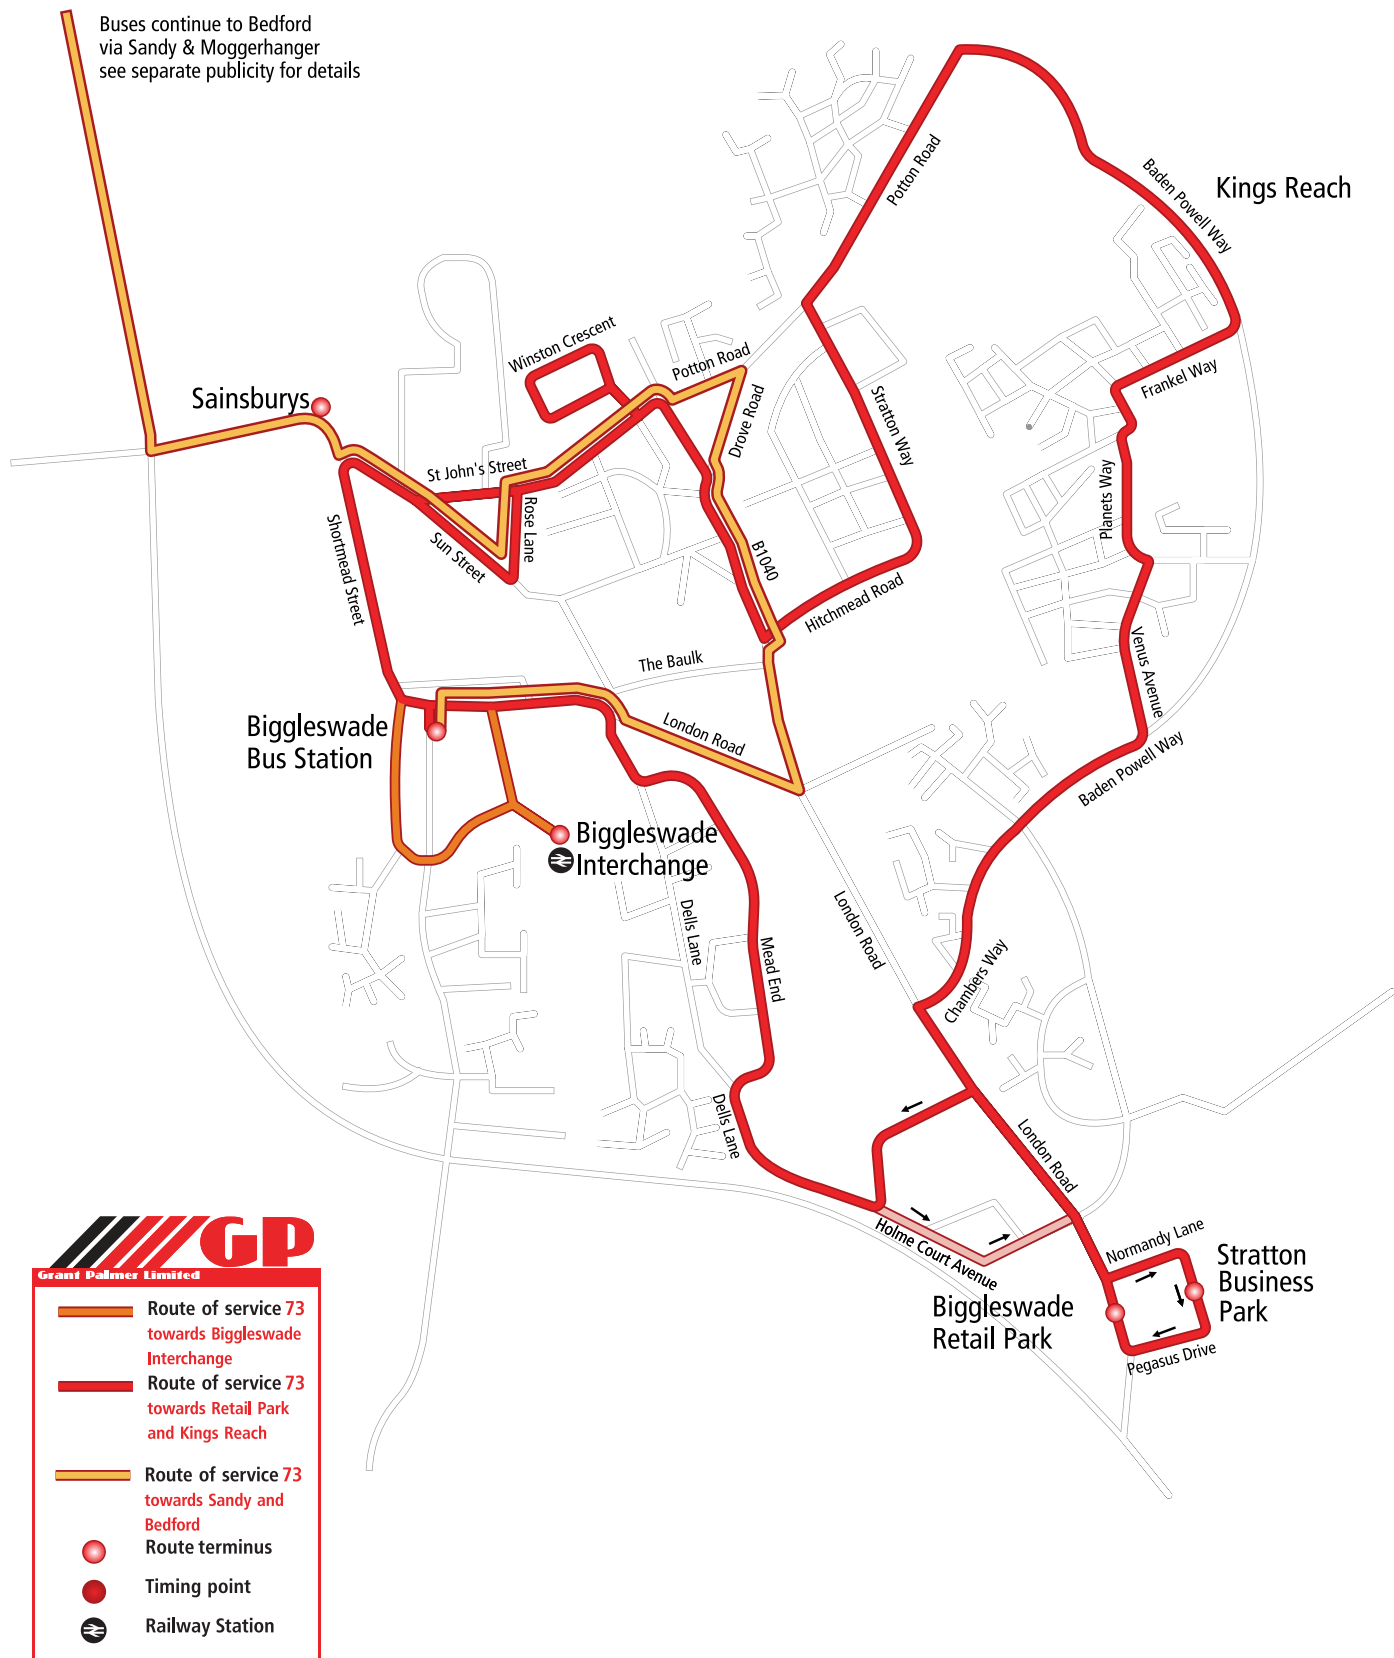 Buses continue to Bedford
via Sandy & Moggerhanger
see separate publicity for details
Kings Reach
Baden Powell Way
Potton Road
Winston Crescent
Potton Road
Frankel Way
Sainsburys
Drove Road
Stratton Way
St John's Street
Rose Lane
Planets Way
Shortmead Street
Sun Street
B1040
Hitchmead Road
The Baulk
Venus Avenue
Biggleswade
Bus Station
London Road
Baden Powell Way
Biggleswade
Interchange
Dells Lane
Mead End
London Road
Chambers Way
Dells Lane
London Road
Holme Court Avenue
Normandy Lane
Stratton
Business
Park
Biggleswade
Retail Park
Pegasus Drive
GP
Grant Palmer Limited
Route of service 73
towards Biggleswade
Interchange
Route of service 73
towards Retail Park
and Kings Reach
Route of service 73
towards Sandy and
Bedford
Route terminus
Timing point
Railway Station